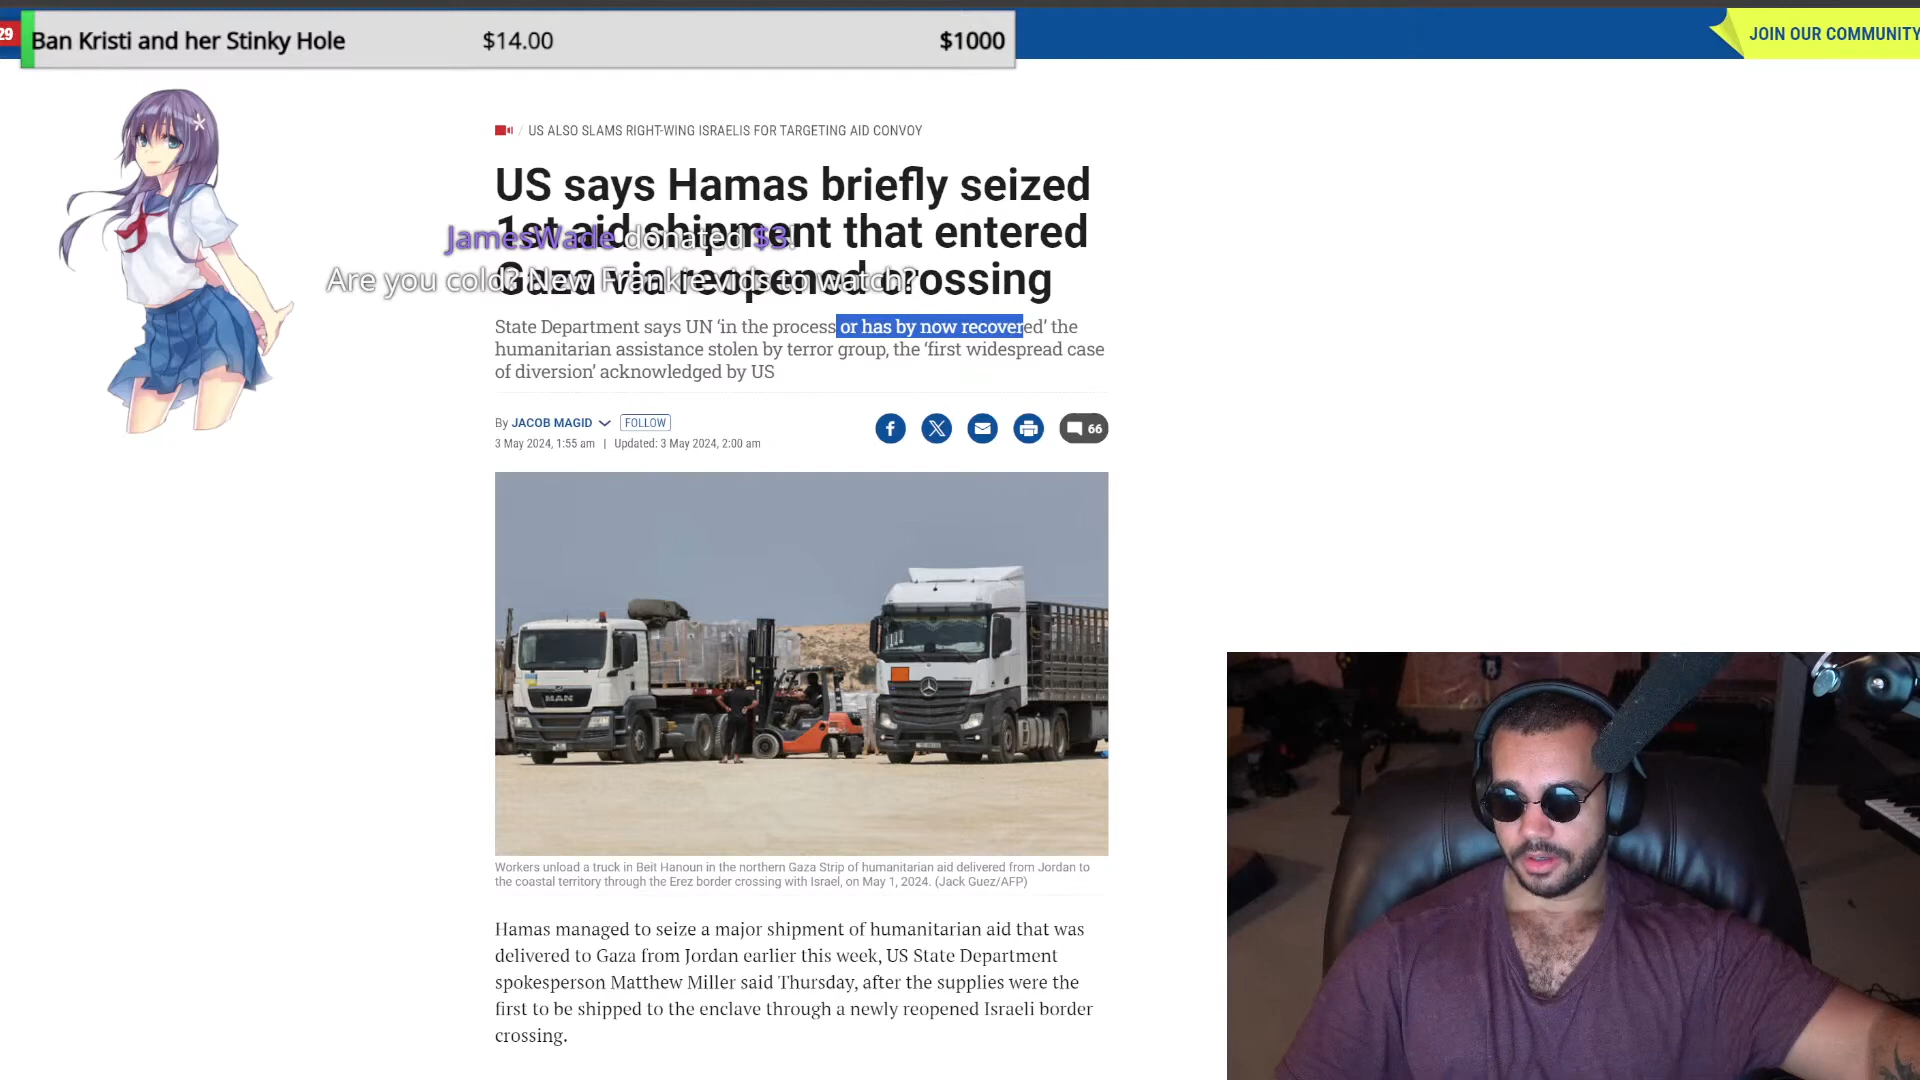 29
Ban Kristi and her Stinky Hole $14.00 $1000
JOIN OUR COMMUNITY
/ US ALSO SLAMS RIGHT-WING ISRAELIS FOR TARGETING AID CONVOY
US says Hamas briefly seized
1st aid shipment that entered
Gaza via reopened crossing
JamesWade donated $3!
Are you cold? New Frankie vids to watch?
State Department says UN ‘in the process or has by now recovered’ the
humanitarian assistance stolen by terror group, the ‘first widespread case
of diversion’ acknowledged by US
By JACOB MAGID FOLLOW
3 May 2024, 1:55 am | Updated: 3 May 2024, 2:00 am
66
MAN
Workers unload a truck in Beit Hanoun in the northern Gaza Strip of humanitarian aid delivered from Jordan to
the coastal territory through the Erez border crossing with Israel, on May 1, 2024. (Jack Guez/AFP)
Hamas managed to seize a major shipment of humanitarian aid that was
delivered to Gaza from Jordan earlier this week, US State Department
spokesperson Matthew Miller said Thursday, after the supplies were the
first to be shipped to the enclave through a newly reopened Israeli border
crossing.